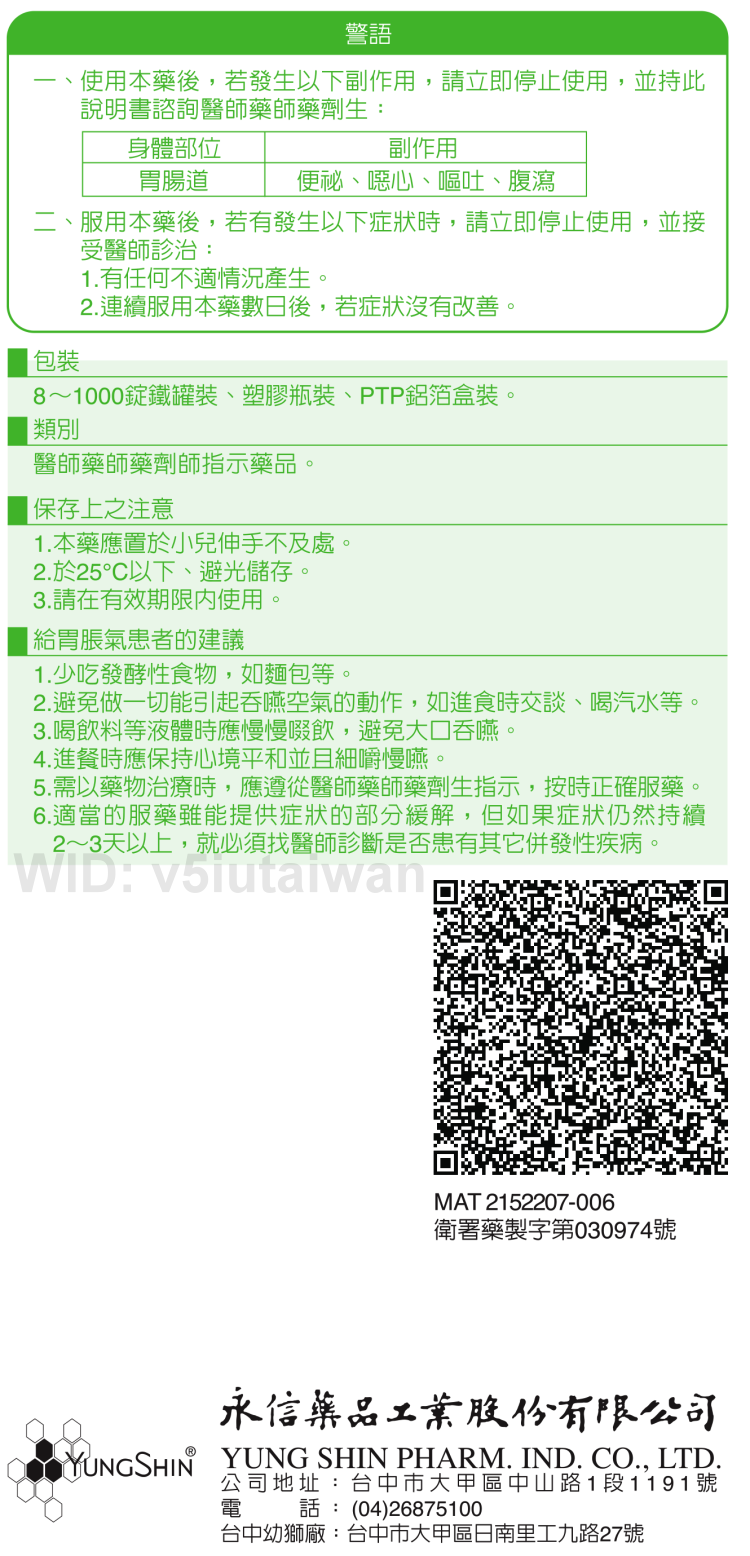 警語
一、使用本藥後，若發生以下副作用，請立即停止使用，並持此
說明書諮詢醫師藥師藥劑生：
身體部位 副作用
胃腸道 便祕、噁心、嘔吐、腹瀉
二、服用本藥後，若有發生以下症狀時，請立即停止使用，並接
受醫師診治：
1.有任何不適情況產生。
2.連續服用本藥數日後，若症狀沒有改善。
包裝
8～1000錠鐵罐裝、塑膠瓶裝、PTP鋁箔盒裝。
類別
醫師藥師藥劑師指示藥品。
保存上之注意
1.本藥應置於小兒伸手不及處。
2.於25°C以下、避光儲存。
3.請在有效期限內使用。
給胃脹氣患者的建議
1.少吃發酵性食物，如麵包等。
2.避免做一切能引起吞嚥空氣的動作，如進食時交談、喝汽水等。
3.喝飲料等液體時應慢慢啜飲，避免大口吞嚥。
4.進餐時應保持心境平和並且細嚼慢嚥。
5.需以藥物治療時，應遵從醫師藥師藥劑生指示，按時正確服藥。
6.適當的服藥雖能提供症狀的部分緩解，但如果症狀仍然持續
2～3天以上，就必須找醫師診斷是否患有其它併發性疾病。
WID: v5iutaiwan
MAT 2152207-006
衛署藥製字第030974號
永信藥品工業股份有限公司
YUNGSHIN®
YUNG SHIN PHARM. IND. CO., LTD.
公司地址：台中市大甲區中山路1段1191號
電話：(04)26875100
台中幼獅廠：台中市大甲區日南里工九路27號